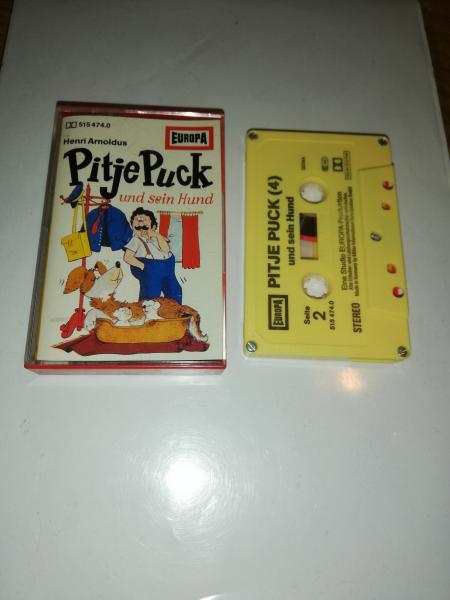 515 474.0
Henri Arnoldus
EUROPA
Pitje Puck
und sein Hund
EUROPA
PITJE PUCK (4)
und sein Hund
Seite
2
515 474.0
Eine Studio EUROPA-Produktion
STEREO